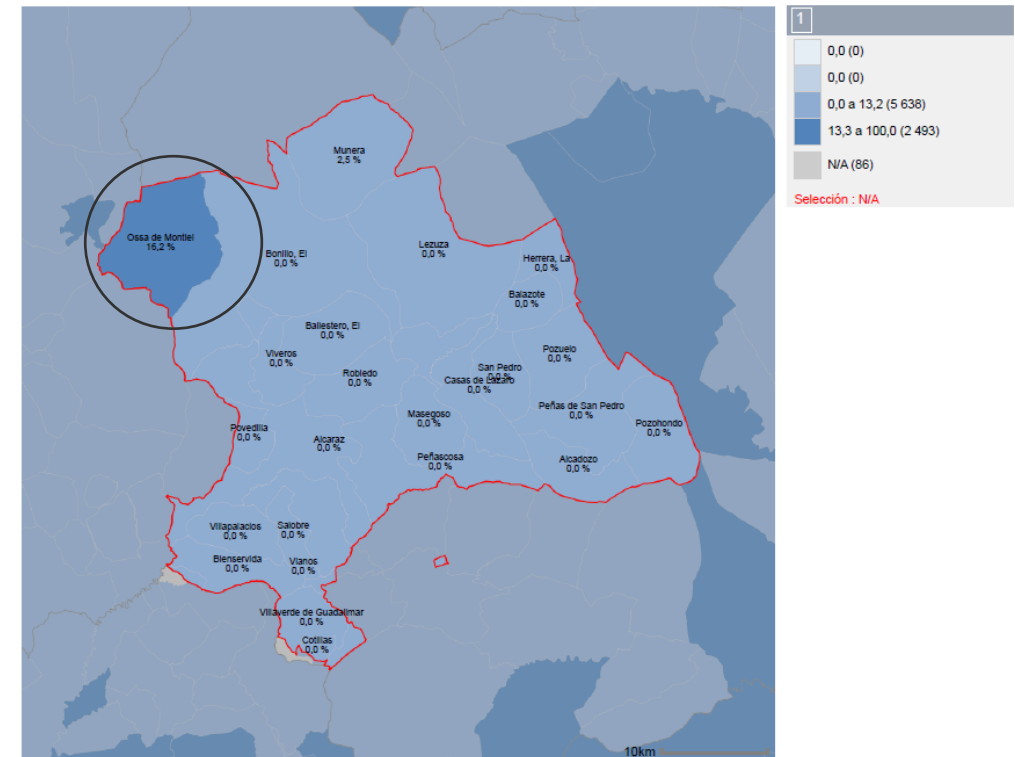 1
0,0 (0)
0,0 (0)
0,0 a 13,2 (5 638)
13,3 a 100,0 (2 493)
N/A (86)
Selección : N/A
Munera
2,5 %
Ossa de Montiel
16,2 %
Bonillo, El
0,0 %
Lezuza
0,0 %
Herrera, La
0,0 %
Balazote
0,0 %
Ballestero, El
0,0 %
Viveros
0,0 %
Robledo
0,0 %
Pozuelo
0,0 %
San Pedro
0,0 %
Casas de Lázaro
0,0 %
Masegoso
0,0 %
Peñas de San Pedro
0,0 %
Pozohondo
0,0 %
Povedilla
0,0 %
Alcaraz
0,0 %
Peñascosa
0,0 %
Alcadozo
0,0 %
Villapalacios
0,0 %
Salobre
0,0 %
Bienservida
0,0 %
Vianos
0,0 %
Villaverde de Guadalimar
0,0 %
Cotillas
0,0 %
10km